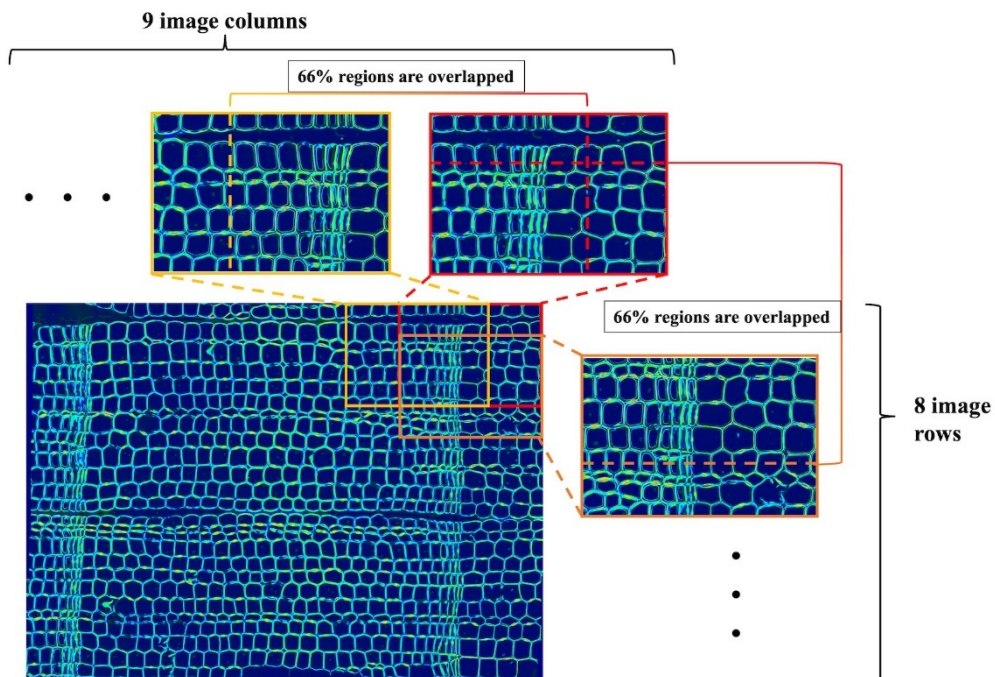 9 image columns
66% regions are overlapped
66% regions are overlapped
8 image
rows